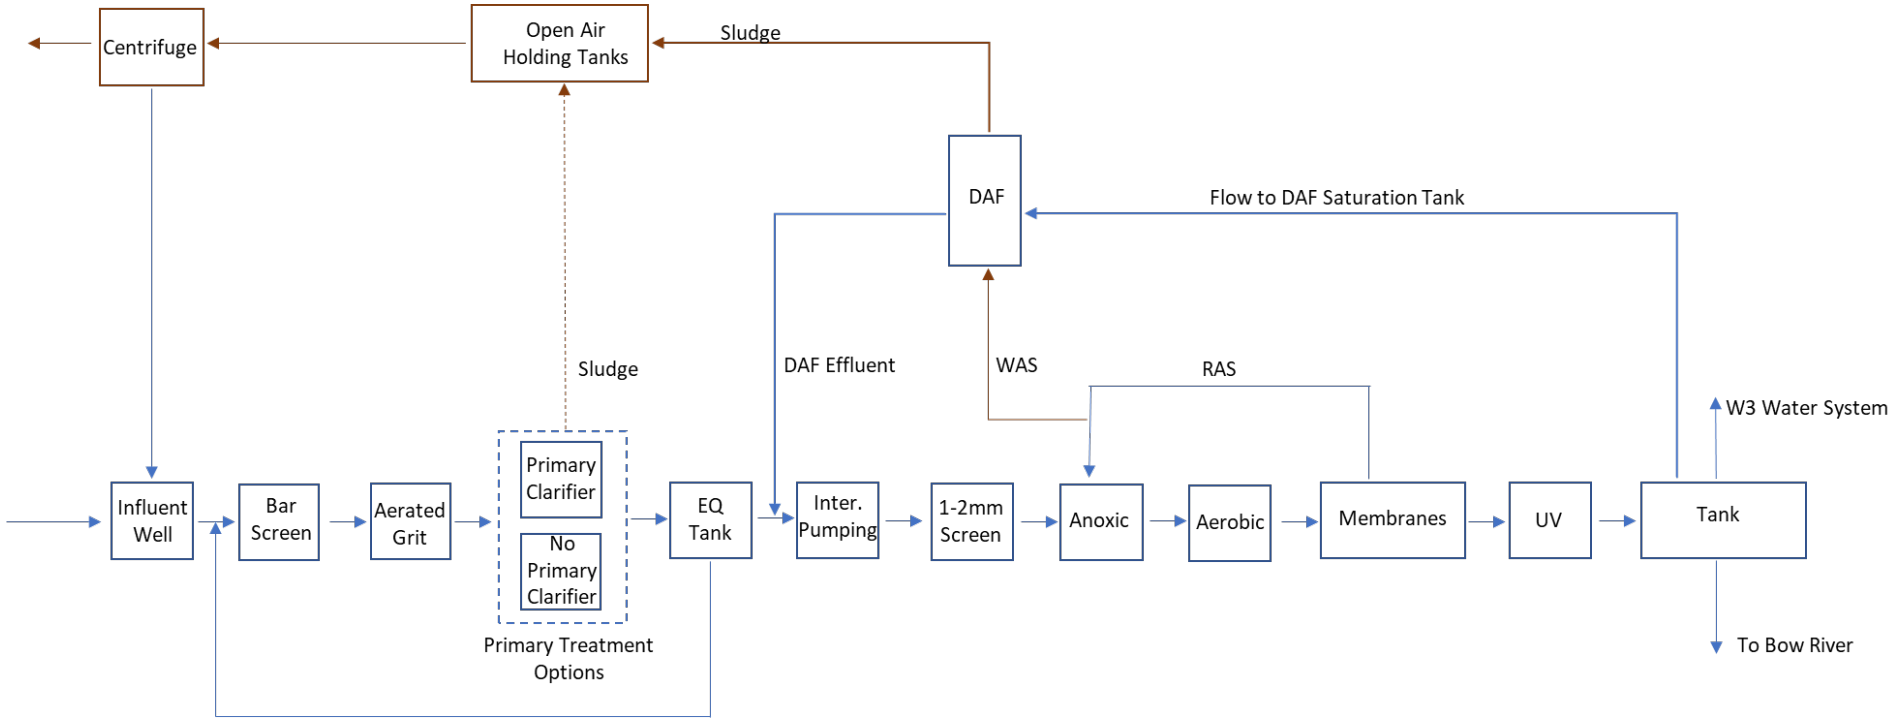 Centrifuge
Open Air
Holding Tanks
Sludge
DAF
Flow to DAF Saturation Tank
DAF Effluent
WAS
RAS
Sludge
W3 Water System
Influent
Well
Bar
Screen
Aerated
Grit
Primary
Clarifier
No
Primary
Clarifier
Primary Treatment
Options
EQ
Tank
Inter.
Pumping
1-2mm
Screen
Anoxic
Aerobic
Membranes
UV
Tank
To Bow River